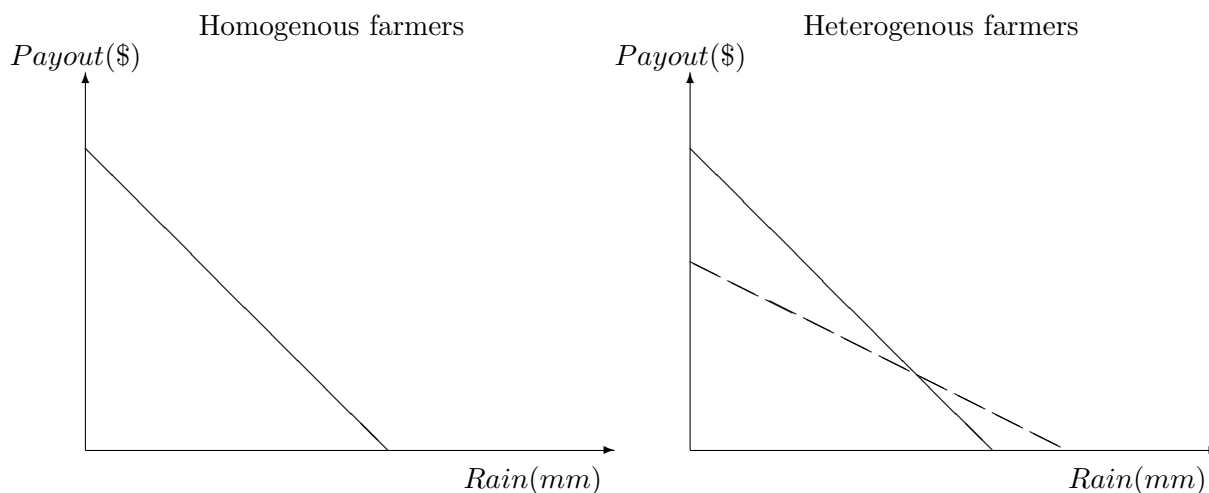 Homogenous farmers
Payout($)
Rain(mm)
Heterogenous farmers
Payout($)
Rain(mm)